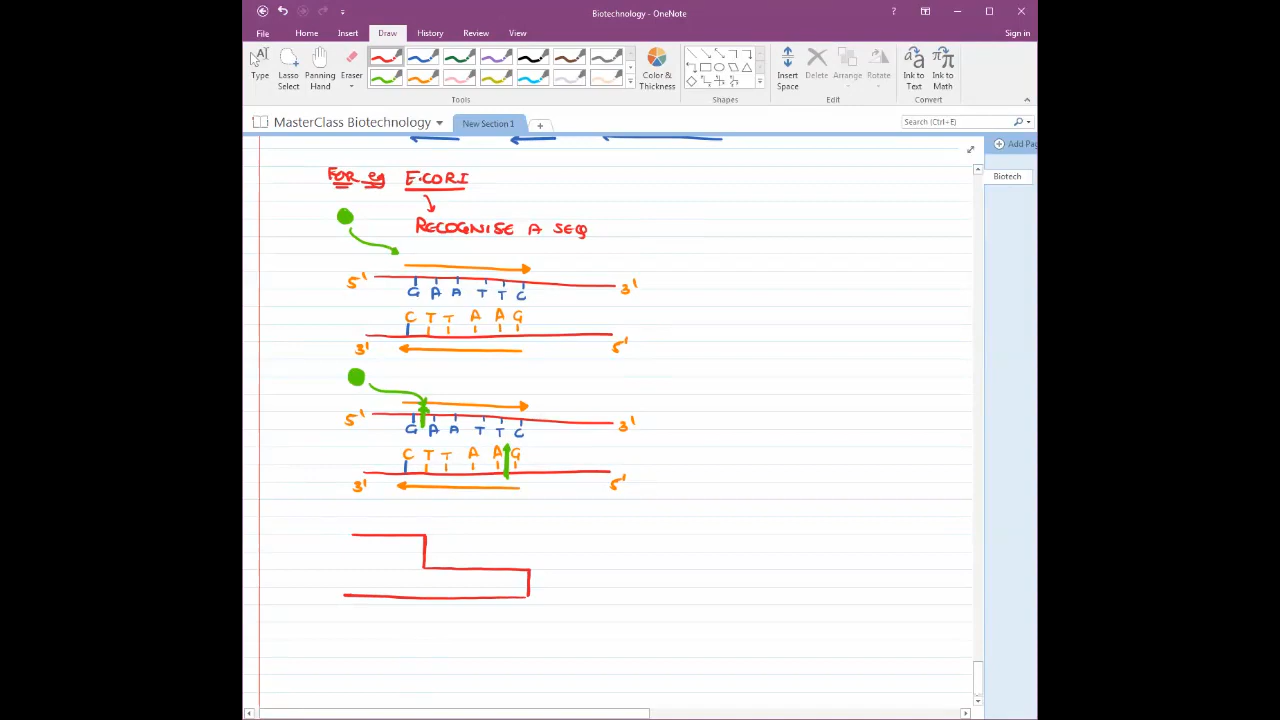 Biotechnology - OneNote
?
File Home Insert Draw History Review View Sign in
Type Lasso Select Panning Hand Eraser Color & Thickness Insert Space Delete Arrange Rotate Ink to Text Ink to Math
Tools Shapes Edit Convert
MasterClass Biotechnology New Section 1 + Search (Ctrl+E)
Add Pag
Biotech
FOR eg E.CORI
RECOGNISE A SEQ
5' 3'
G A A T T C
C T T A A G
3' 5'
5' 3'
G A A T T C
C T T A A G
3' 5'